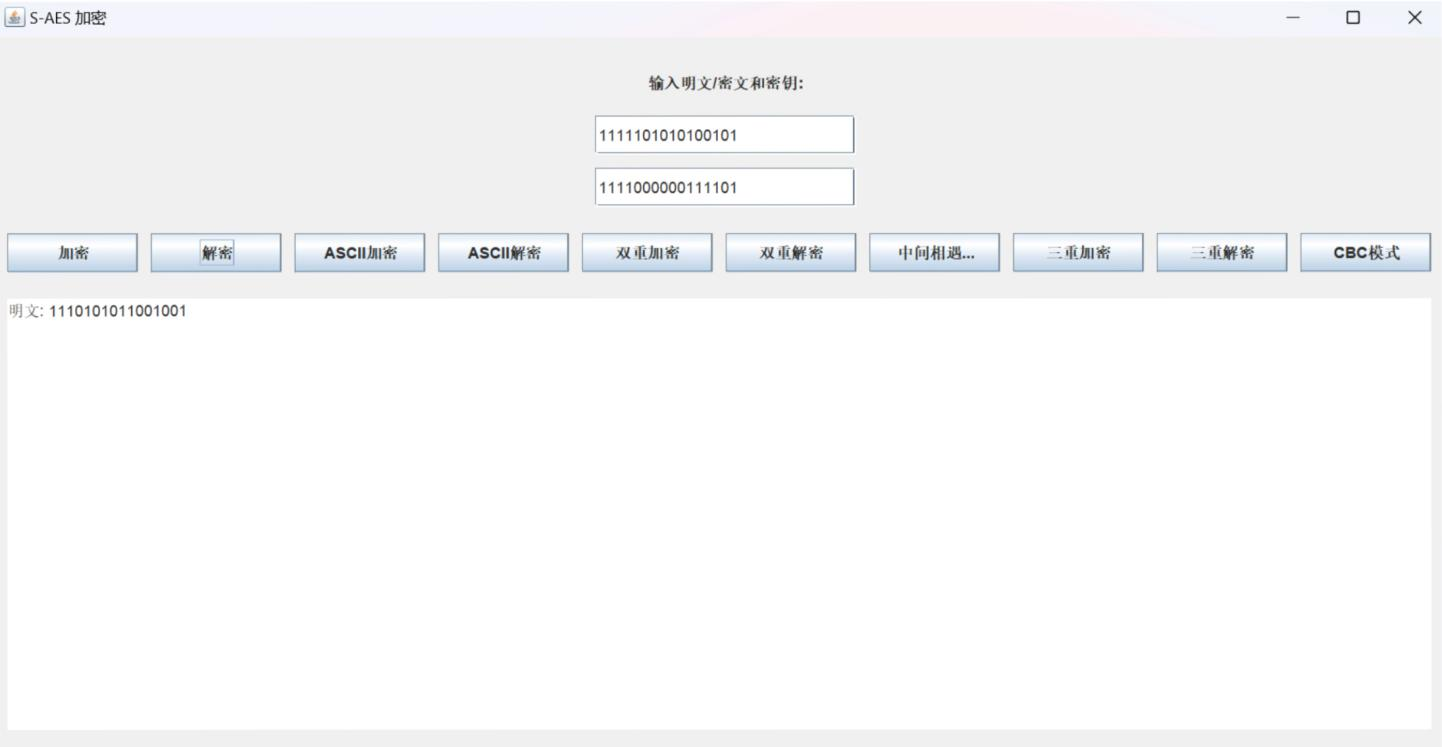 S-AES 加密
输入明文/密文和密钥:
1111101010100101
1111000000111101
加密 解密 ASCII加密 ASCII解密 双重加密 双重解密 中间相遇... 三重加密 三重解密 CBC模式
明文: 1110101011001001